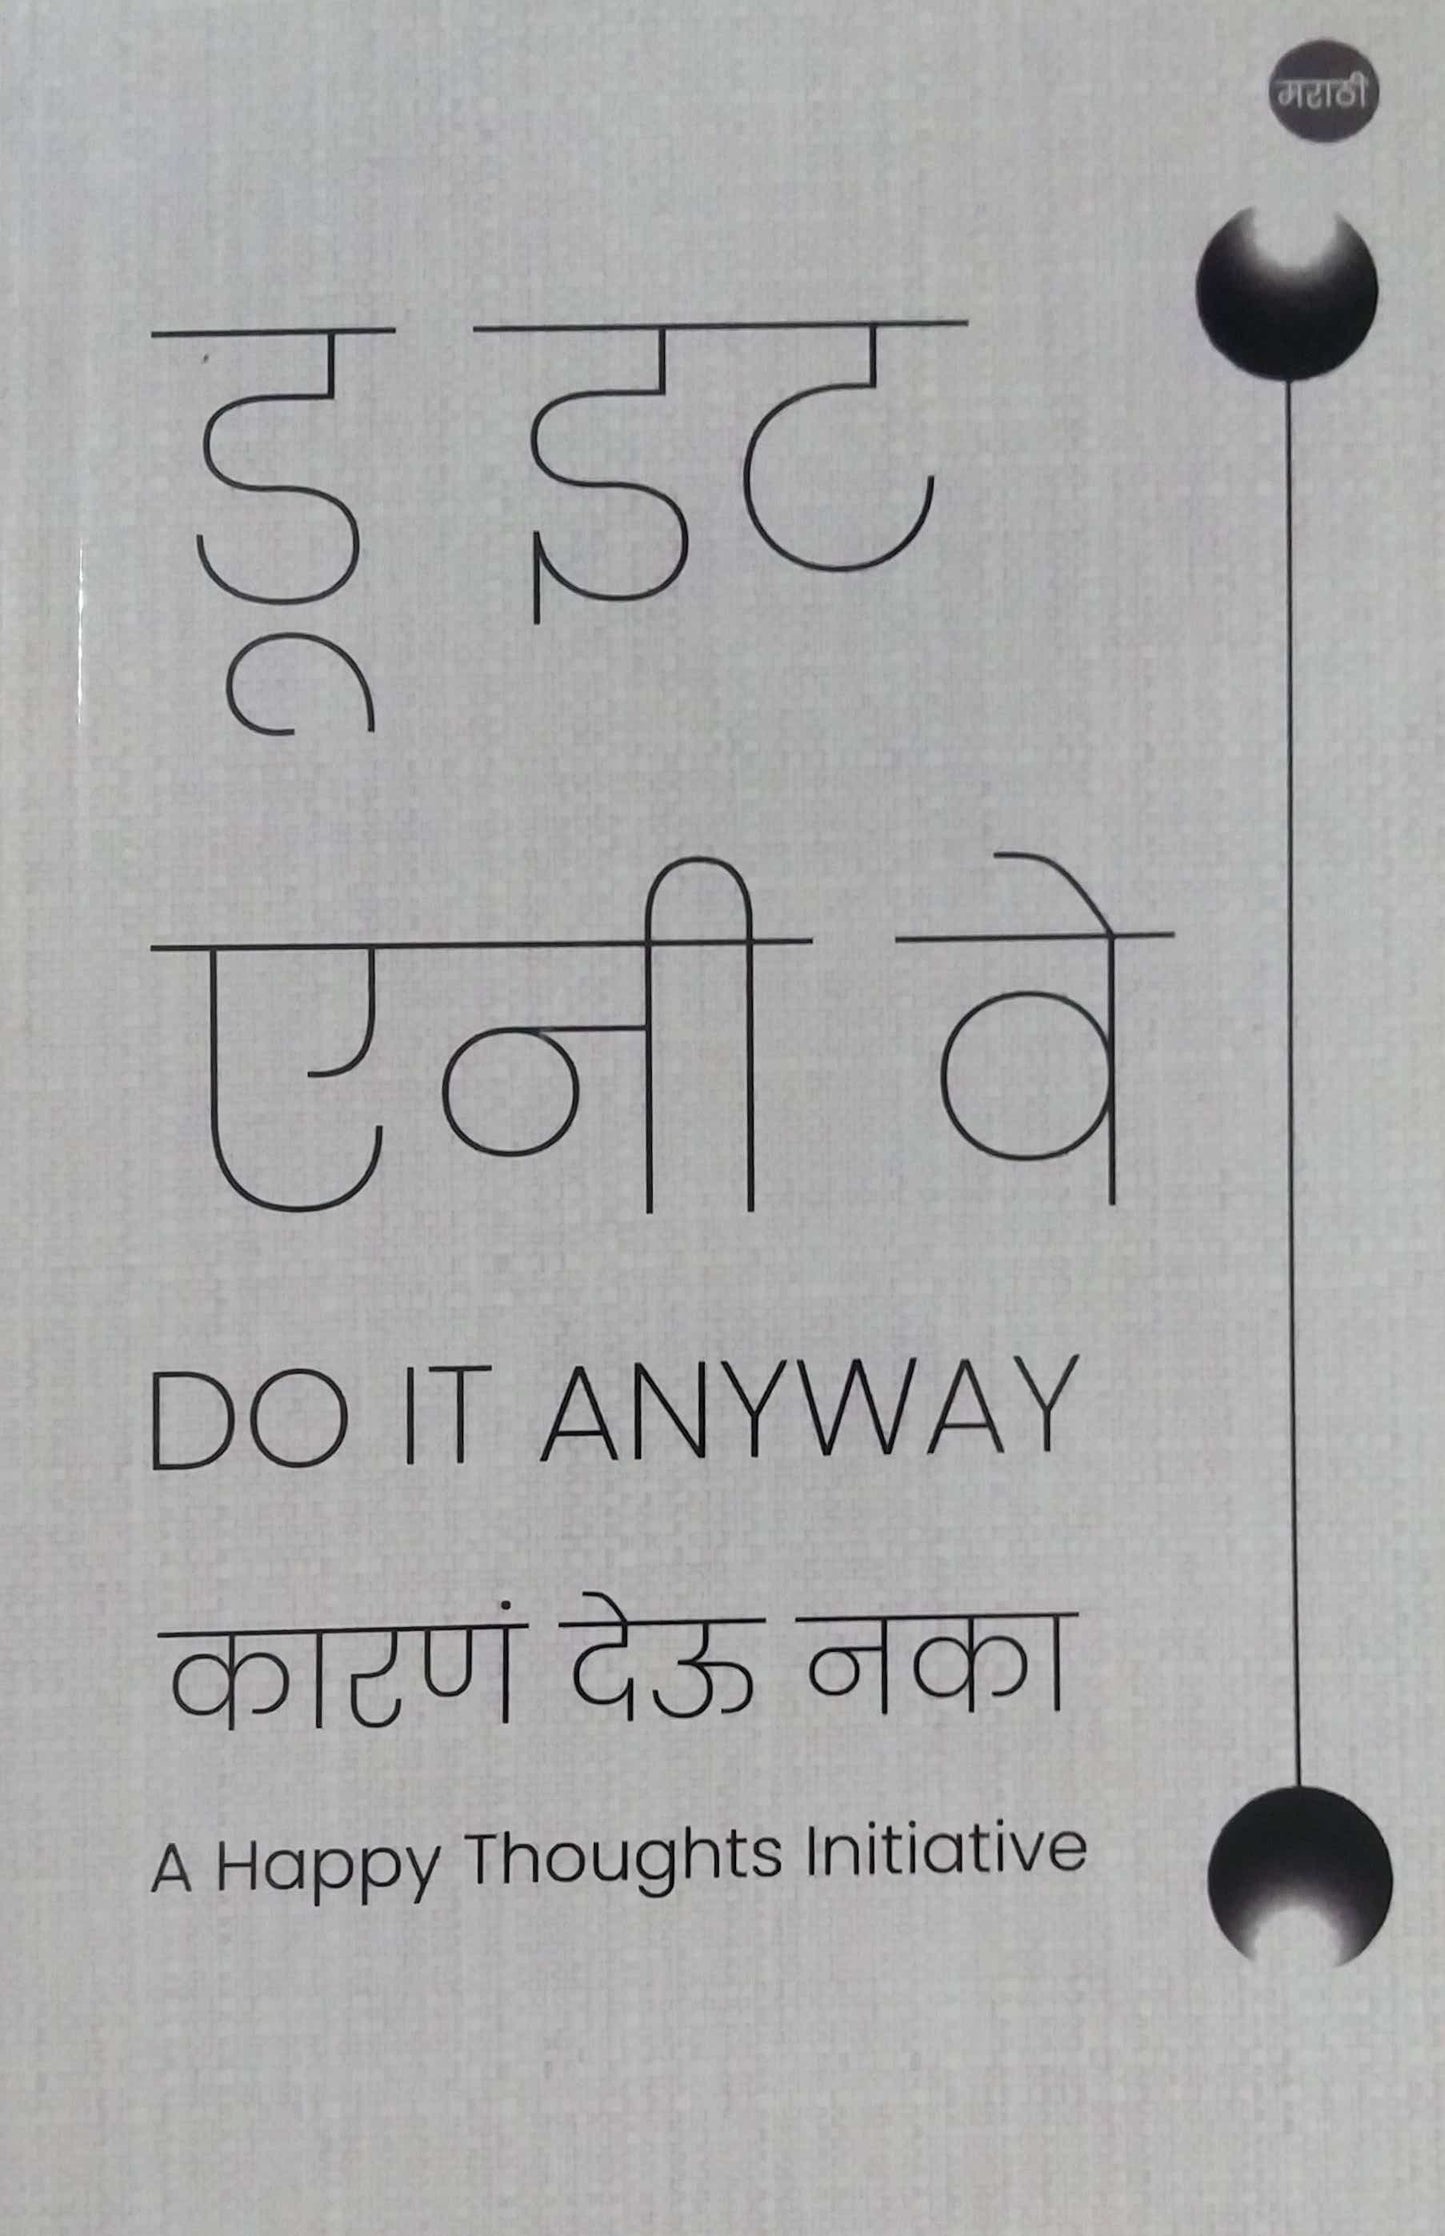 मराठी
डू इट
एनी वे
DO IT ANYWAY
कारणं देऊ नका
A Happy Thoughts Initiative